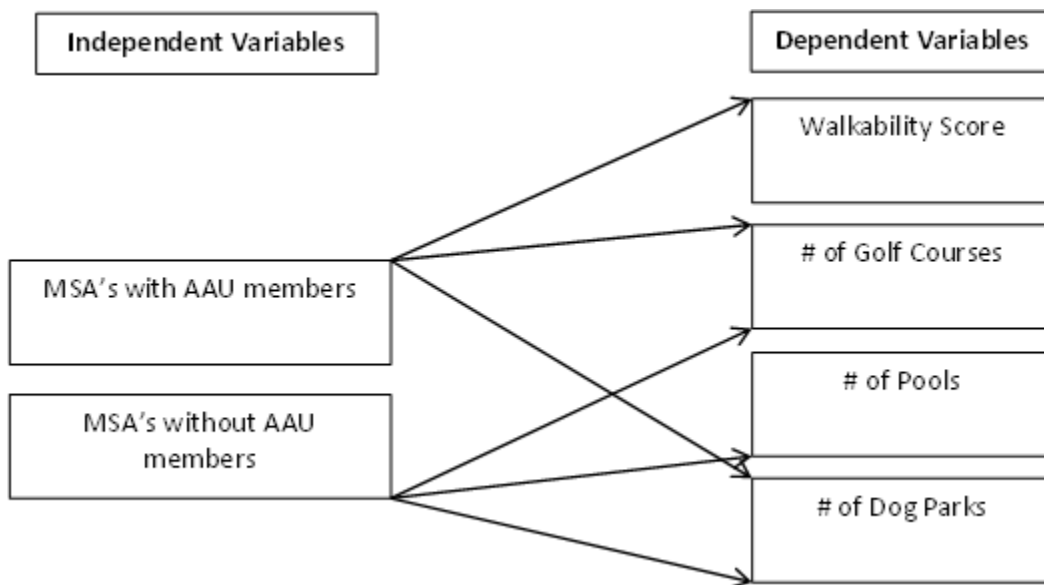 Independent Variables
Dependent Variables
Walkability Score
# of Golf Courses
MSA's with AAU members
# of Pools
MSA's without AAU
members
# of Dog Parks